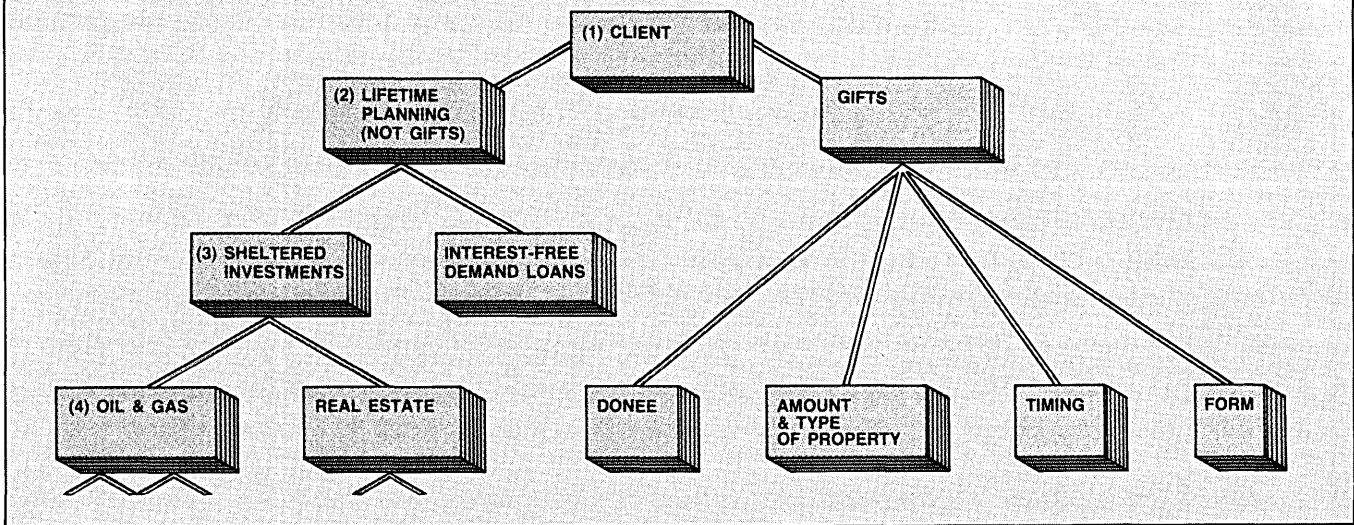 (1) CLIENT
(2) LIFETIME
PLANNING
(NOT GIFTS)
GIFTS
(3) SHELTERED
INVESTMENTS
INTEREST-FREE
DEMAND LOANS
(4) OIL & GAS
REAL ESTATE
DONEE
AMOUNT
& TYPE
OF PROPERTY
TIMING
FORM